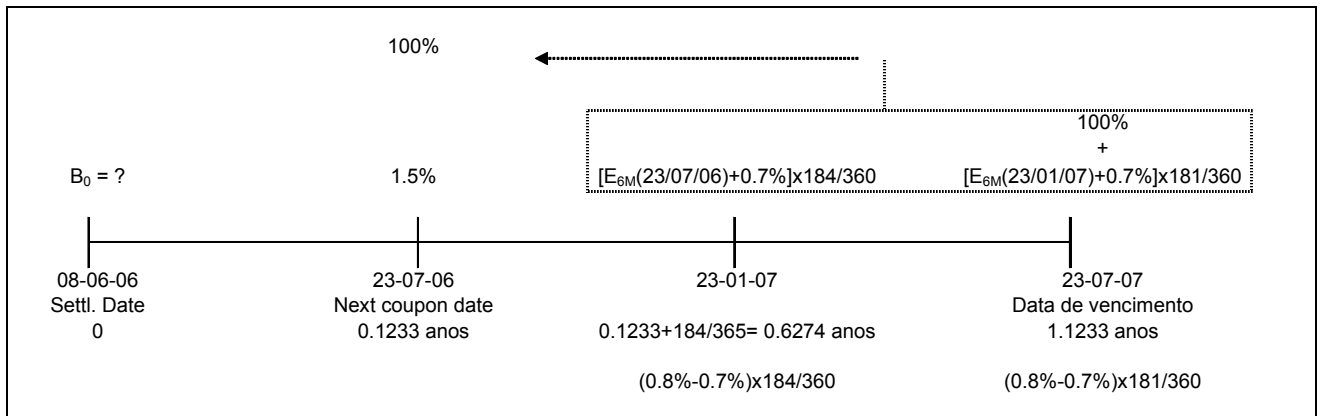 100%
100%
+
B₀ = ?
1.5%
[E₆ₘ(23/07/06)+0.7%]x184/360
[E₆ₘ(23/01/07)+0.7%]x181/360
08-06-06
23-07-06
23-01-07
23-07-07
Settl. Date
Next coupon date
Data de vencimento
0
0.1233 anos
0.1233+184/365= 0.6274 anos
1.1233 anos
(0.8%-0.7%)x184/360
(0.8%-0.7%)x181/360